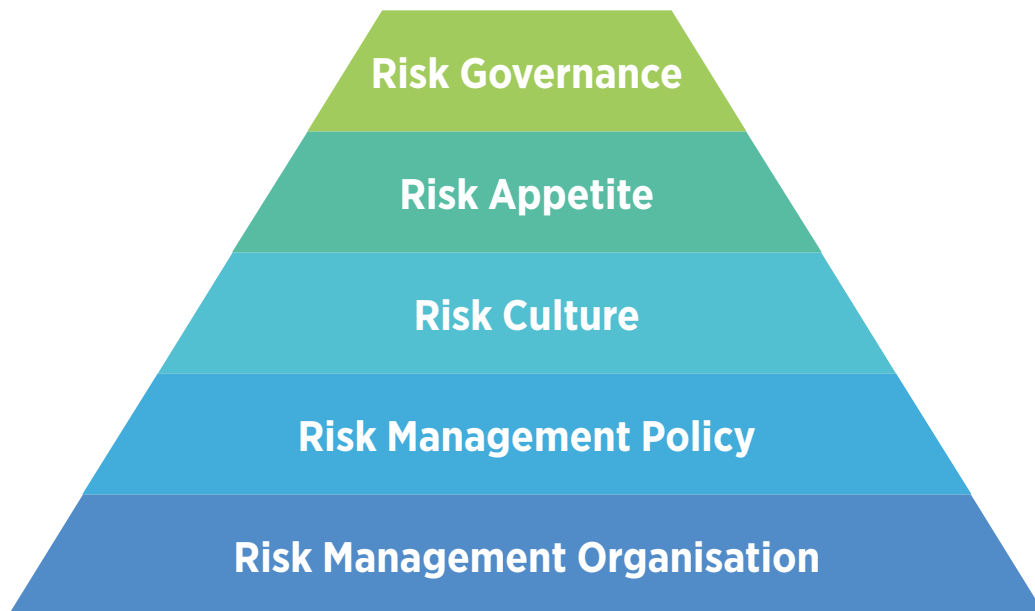 Risk Governance
Risk Appetite
Risk Culture
Risk Management Policy
Risk Management Organisation